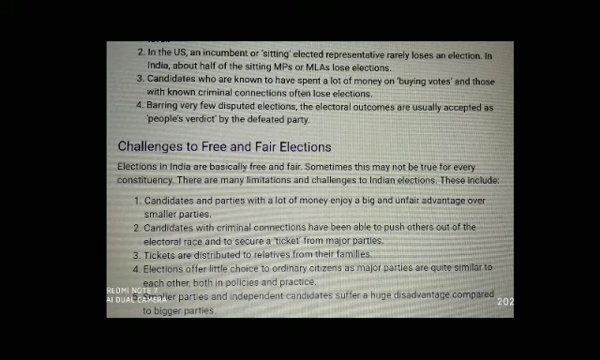 2. In the US, an incumbent or 'sitting' elected representative rarely loses an election. In
India, about half of the sitting MPs or MLAs lose elections.
3. Candidates who are known to have spent a lot of money on 'buying votes' and those
with known criminal connections often lose elections.
4. Barring very few disputed elections, the electoral outcomes are usually accepted as
'people's verdict' by the defeated party.
Challenges to Free and Fair Elections
Elections in India are basically free and fair. Sometimes this may not be true for every
constituency. There are many limitations and challenges to Indian elections. These include:
1. Candidates and parties with a lot of money enjoy a big and unfair advantage over
smaller parties.
2. Candidates with criminal connections have been able to push others out of the
electoral race and to secure a 'ticket' from major parties.
3. Tickets are distributed to relatives from their families.
4. Elections offer little choice to ordinary citizens as major parties are quite similar to
each other, both in policies and practice.
parties and independent candidates suffer a huge disadvantage compared
to bigger parties.
REDMI NOTE 7
AI DUAL CAMERA
202